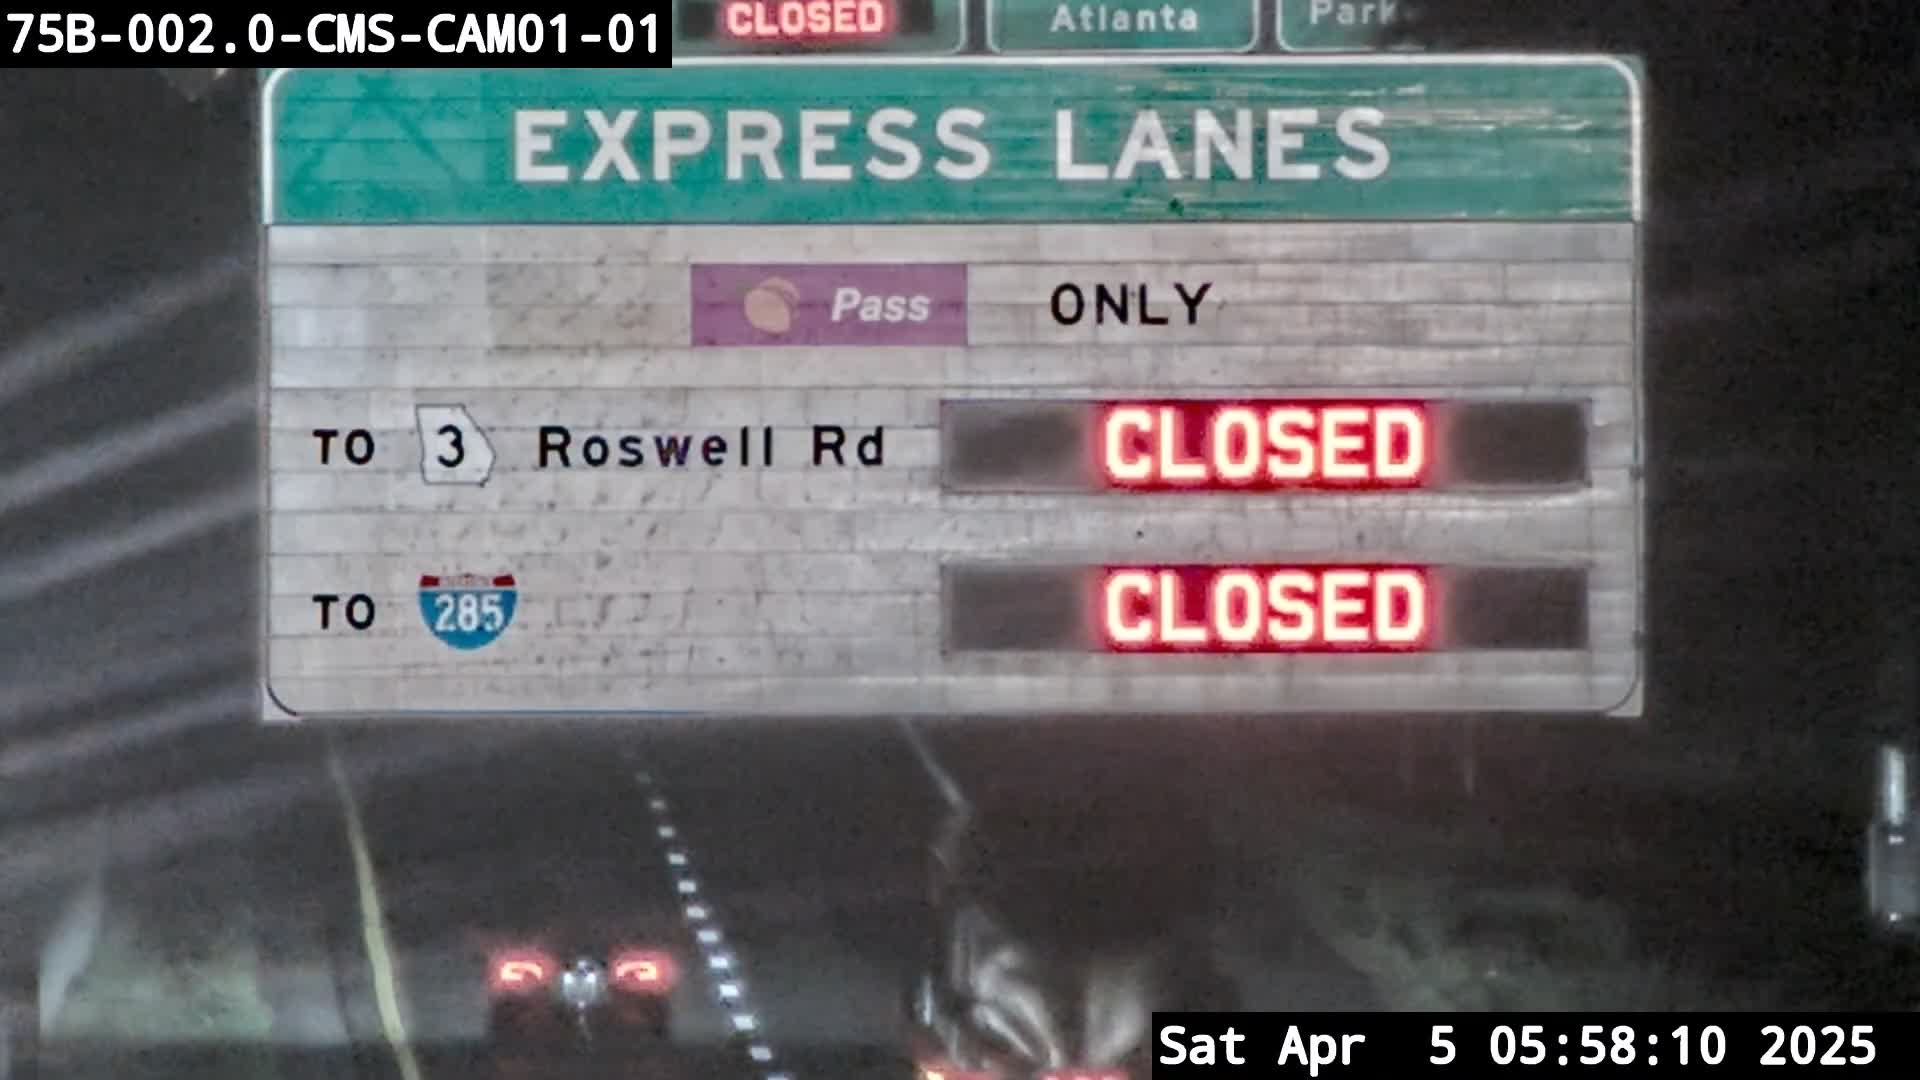 75B-002.0-CMS-CAM01-01
CLOSED
Atlanta
Park
EXPRESS LANES
Pass ONLY
TO 3 Roswell Rd CLOSED
TO 285 CLOSED
Sat Apr 5 05:58:10 2025